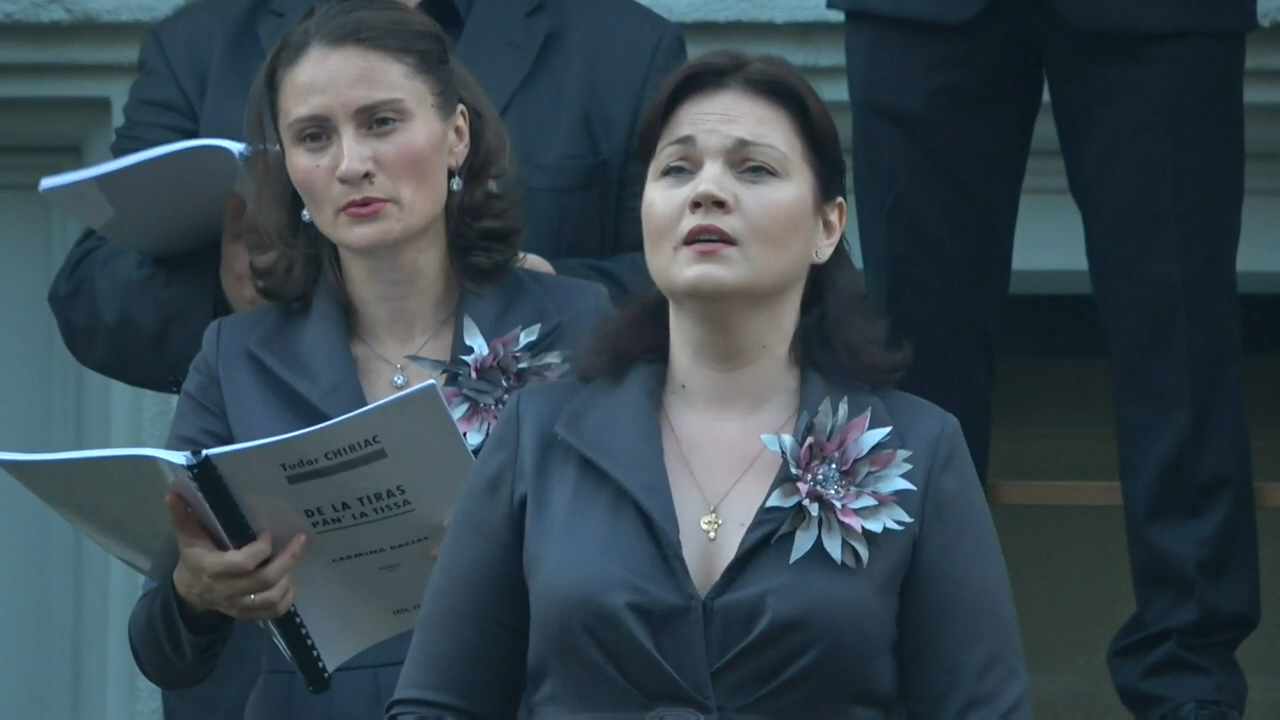 Tudor CHIRIAC
DE LA TIRAS
PÂN' LA TISSA
CARMINA DACIAE